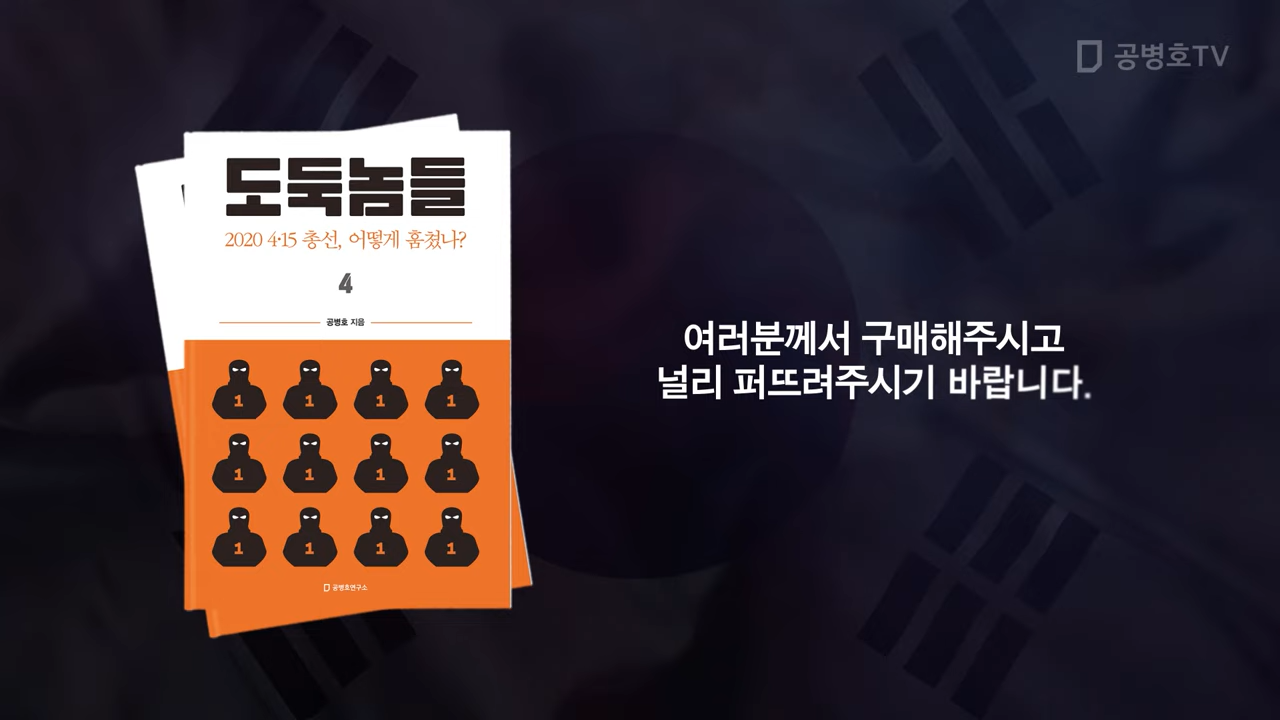 공병호TV
도둑놈들
2020 4·15 총선, 어떻게 훔쳤나?
4
공병호 지음
1 1 1 1
1 1 1 1
1 1 1 1
공병호연구소
여러분께서 구매해주시고
널리 퍼뜨려주시기 바랍니다.